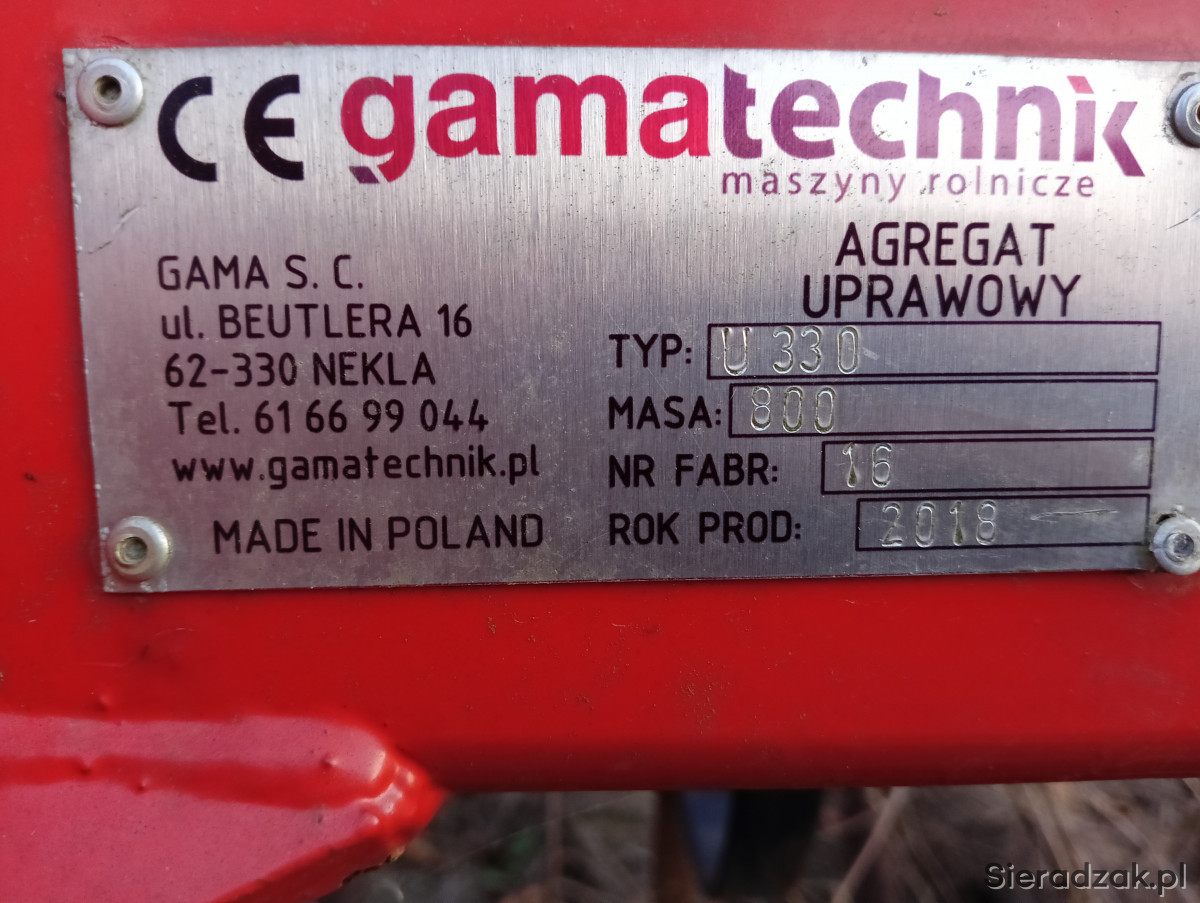 CE gamatechnik
maszyny rolnicze
AGREGAT
UPRAWOWY
GAMA S. C.
ul. BEUTLERA 16
62-330 NEKLA
Tel. 61 66 99 044
www.gamatechnik.pl
MADE IN POLAND
TYP: U 330
MASA: 800
NR FABR: 16
ROK PROD: 2018
Sieradzak.pl